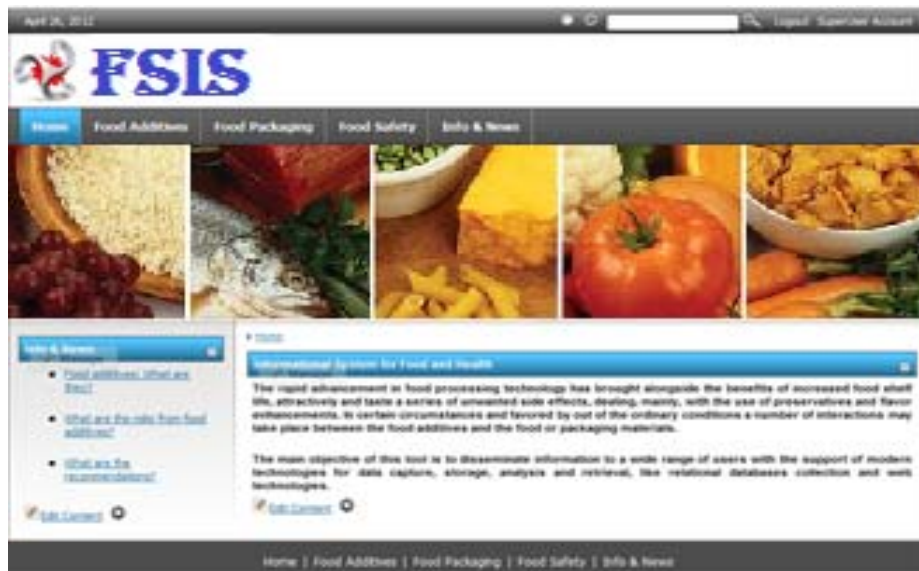 April 26, 2012
Logout SuperUser Account
FSIS
Home Food Additives Food Packaging Food Safety Info & News
Info & News
Food additives: What are they?
What are the risks from food additives?
What are the recommendations?
Edit Content
Home
System for Food and Health
The rapid advancement in food processing technology has brought alongside the benefits of increased food shelf
life, attractively and taste a series of unwanted side effects, dealing, mainly, with the use of preservatives and flavor
enhancements. In certain circumstances and favored by out of the ordinary conditions a number of interactions may
take place between the food additives and the food or packaging materials.
The main objective of this tool is to disseminate information to a wide range of users with the support of modern
technologies for data capture, storage, analysis and retrieval, like relational databases collection and web
technologies.
Edit Content
Home | Food Additives | Food Packaging | Food Safety | Info & News